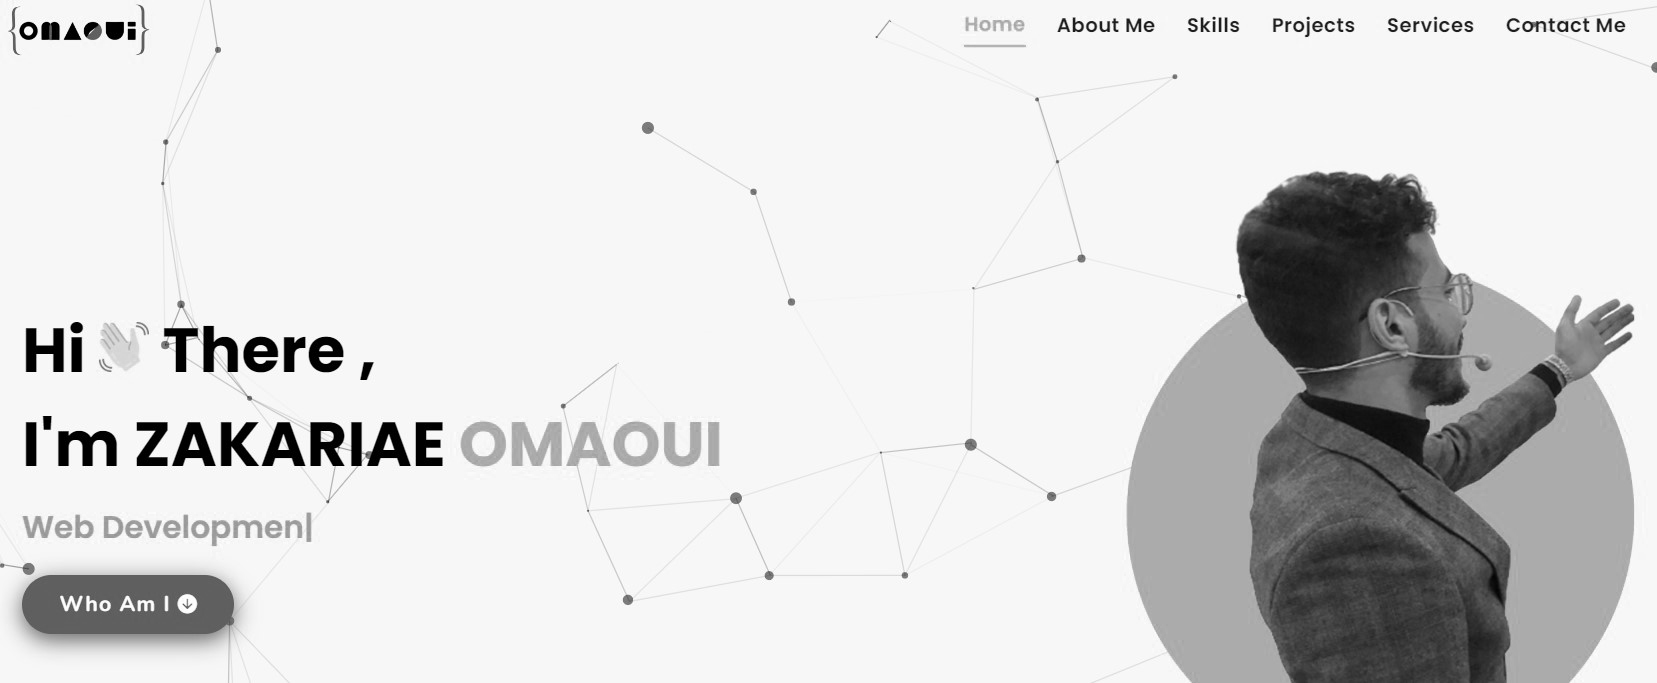 {OMAOUi}
Home About Me Skills Projects Services Contact Me
Hi 👋 There ,
I'm ZAKARIAE OMAOUI
Web Developmen|
Who Am I